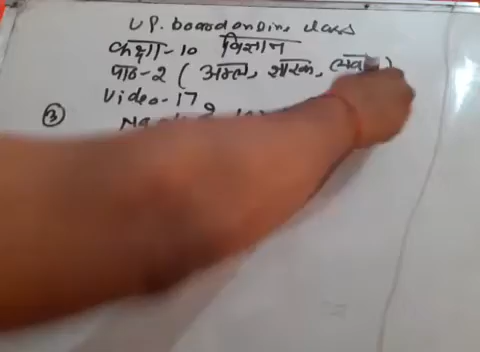 U.P. board online class
कक्षा-10 विज्ञान
पाठ-2 (अम्ल, क्षारक, लवण)
Video-17
③